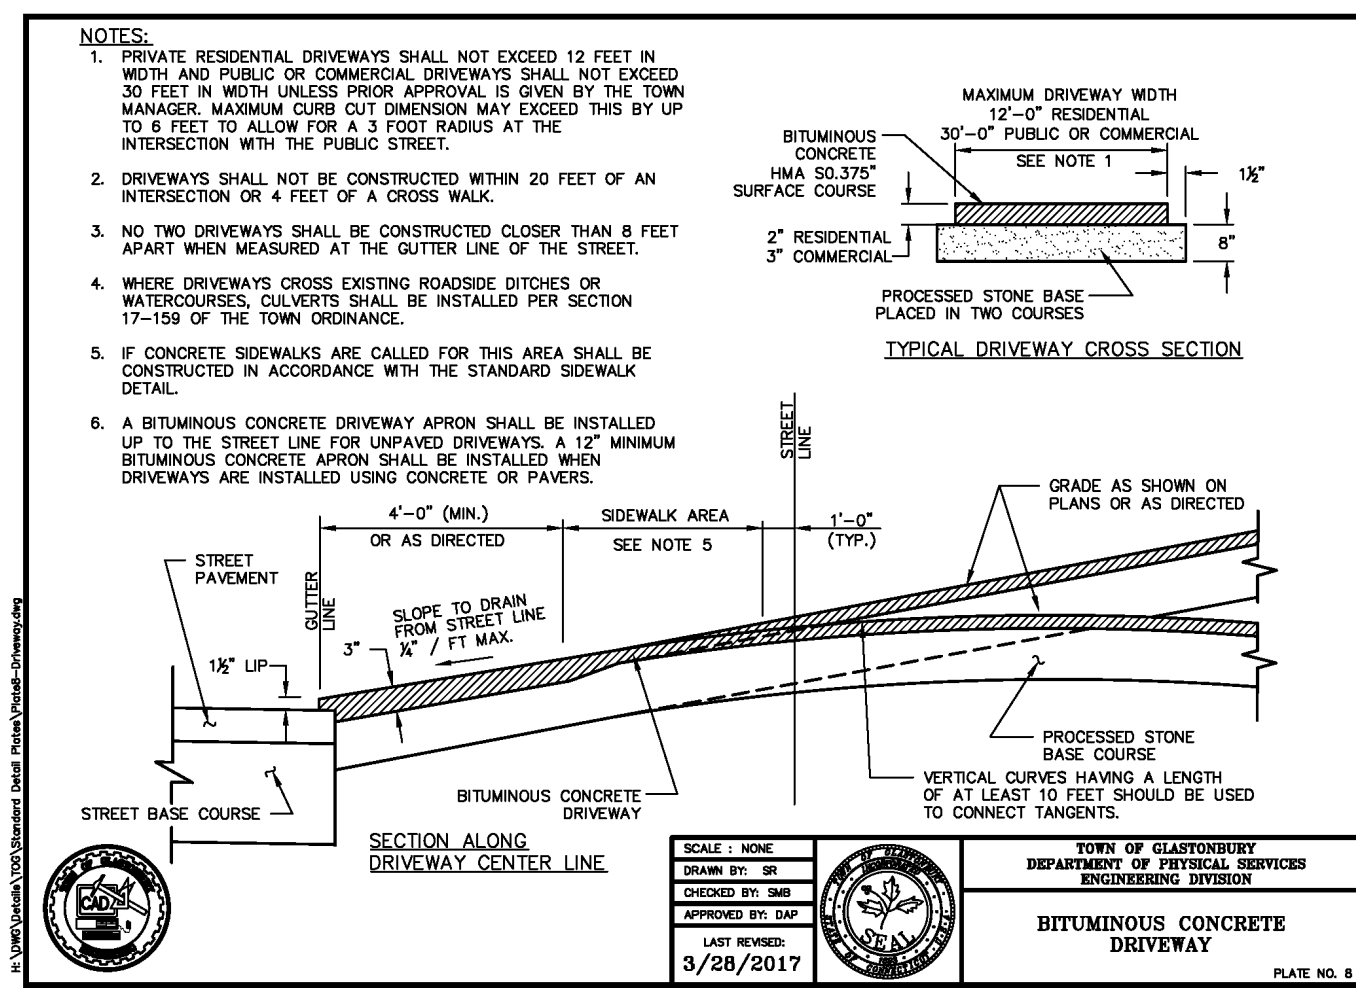 NOTES:
1. PRIVATE RESIDENTIAL DRIVEWAYS SHALL NOT EXCEED 12 FEET IN
WIDTH AND PUBLIC OR COMMERCIAL DRIVEWAYS SHALL NOT EXCEED
30 FEET IN WIDTH UNLESS PRIOR APPROVAL IS GIVEN BY THE TOWN
MANAGER. MAXIMUM CURB CUT DIMENSION MAY EXCEED THIS BY UP
TO 6 FEET TO ALLOW FOR A 3 FOOT RADIUS AT THE
INTERSECTION WITH THE PUBLIC STREET.
2. DRIVEWAYS SHALL NOT BE CONSTRUCTED WITHIN 20 FEET OF AN
INTERSECTION OR 4 FEET OF A CROSS WALK.
3. NO TWO DRIVEWAYS SHALL BE CONSTRUCTED CLOSER THAN 8 FEET
APART WHEN MEASURED AT THE GUTTER LINE OF THE STREET.
4. WHERE DRIVEWAYS CROSS EXISTING ROADSIDE DITCHES OR
WATERCOURSES, CULVERTS SHALL BE INSTALLED PER SECTION
17-159 OF THE TOWN ORDINANCE.
5. IF CONCRETE SIDEWALKS ARE CALLED FOR THIS AREA SHALL BE
CONSTRUCTED IN ACCORDANCE WITH THE STANDARD SIDEWALK
DETAIL.
6. A BITUMINOUS CONCRETE DRIVEWAY APRON SHALL BE INSTALLED
UP TO THE STREET LINE FOR UNPAVED DRIVEWAYS. A 12" MINIMUM
BITUMINOUS CONCRETE APRON SHALL BE INSTALLED WHEN
DRIVEWAYS ARE INSTALLED USING CONCRETE OR PAVERS.
MAXIMUM DRIVEWAY WIDTH
12'-0" RESIDENTIAL
30'-0" PUBLIC OR COMMERCIAL
SEE NOTE 1
BITUMINOUS
CONCRETE
HMA S0.375"
SURFACE COURSE
1½"
2" RESIDENTIAL
3" COMMERCIAL
8"
PROCESSED STONE BASE
PLACED IN TWO COURSES
TYPICAL DRIVEWAY CROSS SECTION
STREET
LINE
GRADE AS SHOWN ON
PLANS OR AS DIRECTED
4'-0" (MIN.)
OR AS DIRECTED
SIDEWALK AREA
SEE NOTE 5
1'-0"
(TYP.)
STREET
PAVEMENT
GUTTER
LINE
SLOPE TO DRAIN
FROM STREET LINE
¼" / FT MAX.
3"
1½" LIP
STREET BASE COURSE
BITUMINOUS CONCRETE
DRIVEWAY
PROCESSED STONE
BASE COURSE
VERTICAL CURVES HAVING A LENGTH
OF AT LEAST 10 FEET SHOULD BE USED
TO CONNECT TANGENTS.
SECTION ALONG
DRIVEWAY CENTER LINE
H:\DWG\Details\TOG\Standard Detail Plates\Plate8-Driveway.dwg
TOWN OF GLASTONBURY
CAD
SCALE : NONE
DRAWN BY: SR
CHECKED BY: SMB
APPROVED BY: DAP
LAST REVISED:
3/28/2017
TOWN OF GLASTONBURY
INCORPORATED
SEAL
STATE OF CONNECTICUT
TOWN OF GLASTONBURY
DEPARTMENT OF PHYSICAL SERVICES
ENGINEERING DIVISION
BITUMINOUS CONCRETE
DRIVEWAY
PLATE NO. 8